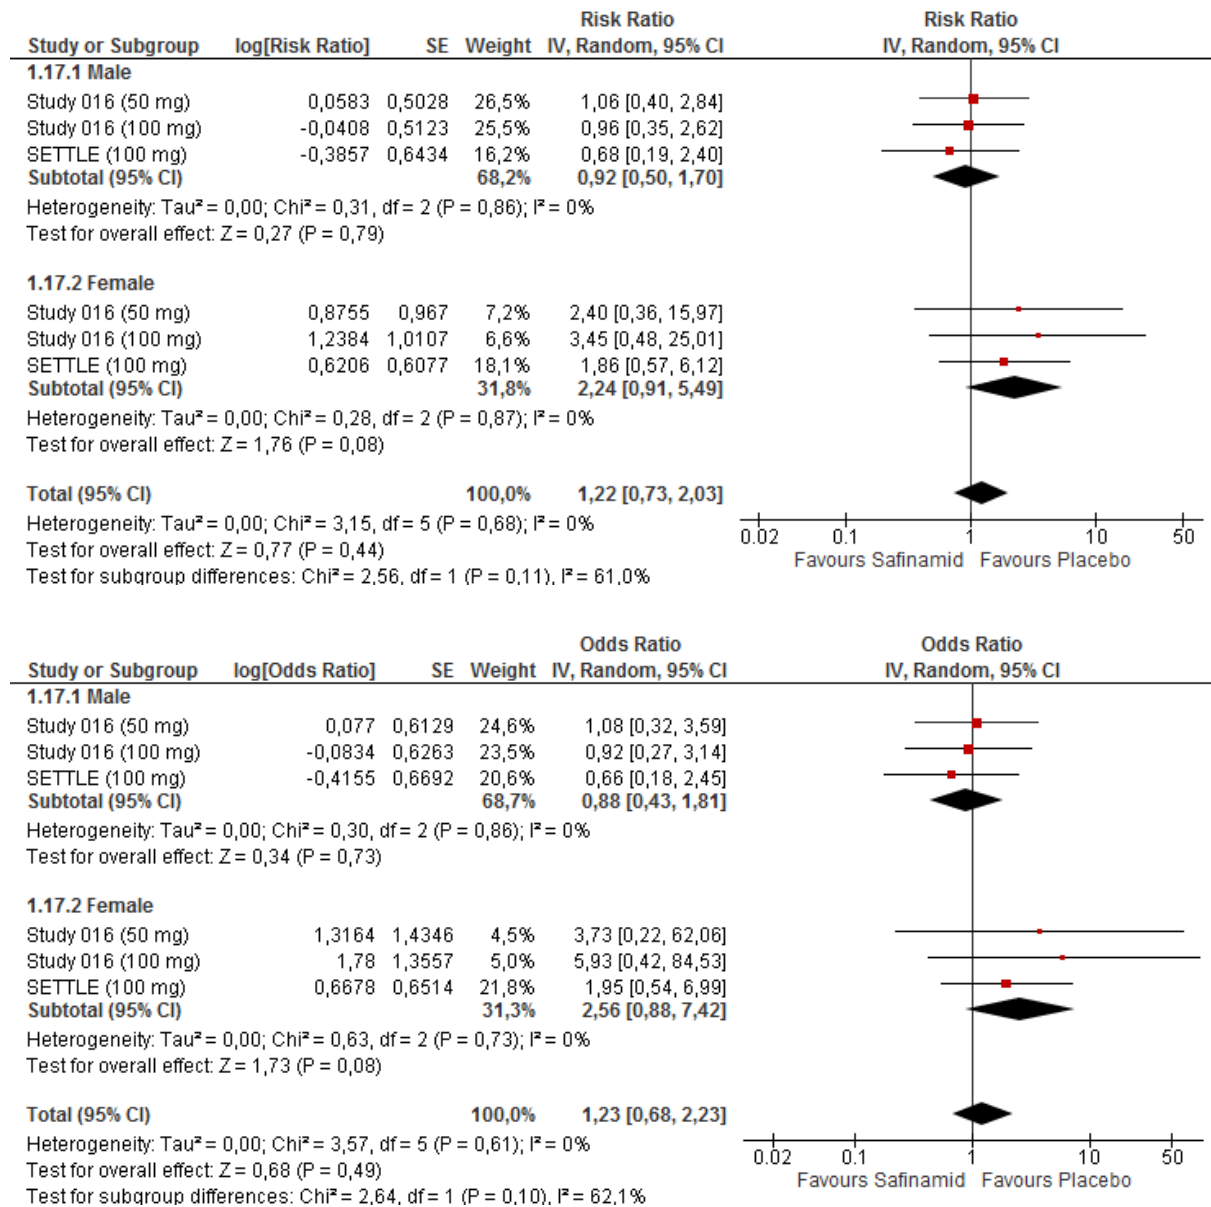 Risk Ratio Risk Ratio
Study or Subgroup log[Risk Ratio] SE Weight IV, Random, 95% CI IV, Random, 95% CI
1.17.1 Male
Study 016 (50 mg) 0,0583 0,5028 26,5% 1,06 [0,40, 2,84]
Study 016 (100 mg) -0,0408 0,5123 25,5% 0,96 [0,35, 2,62]
SETTLE (100 mg) -0,3857 0,6434 16,2% 0,68 [0,19, 2,40]
Subtotal (95% CI) 68,2% 0,92 [0,50, 1,70]
Heterogeneity: Tau² = 0,00; Chi² = 0,31, df = 2 (P = 0,86); I² = 0%
Test for overall effect: Z = 0,27 (P = 0,79)
1.17.2 Female
Study 016 (50 mg) 0,8755 0,967 7,2% 2,40 [0,36, 15,97]
Study 016 (100 mg) 1,2384 1,0107 6,6% 3,45 [0,48, 25,01]
SETTLE (100 mg) 0,6206 0,6077 18,1% 1,86 [0,57, 6,12]
Subtotal (95% CI) 31,8% 2,24 [0,91, 5,49]
Heterogeneity: Tau² = 0,00; Chi² = 0,28, df = 2 (P = 0,87); I² = 0%
Test for overall effect: Z = 1,76 (P = 0,08)
Total (95% CI) 100,0% 1,22 [0,73, 2,03]
Heterogeneity: Tau² = 0,00; Chi² = 3,15, df = 5 (P = 0,68); I² = 0%
Test for overall effect: Z = 0,77 (P = 0,44)
Test for subgroup differences: Chi² = 2,56, df = 1 (P = 0,11), I² = 61,0%
0.02 0.1 1 10 50
Favours Safinamid Favours Placebo
Odds Ratio Odds Ratio
Study or Subgroup log[Odds Ratio] SE Weight IV, Random, 95% CI IV, Random, 95% CI
1.17.1 Male
Study 016 (50 mg) 0,077 0,6129 24,6% 1,08 [0,32, 3,59]
Study 016 (100 mg) -0,0834 0,6263 23,5% 0,92 [0,27, 3,14]
SETTLE (100 mg) -0,4155 0,6692 20,6% 0,66 [0,18, 2,45]
Subtotal (95% CI) 68,7% 0,88 [0,43, 1,81]
Heterogeneity: Tau² = 0,00; Chi² = 0,30, df = 2 (P = 0,86); I² = 0%
Test for overall effect: Z = 0,34 (P = 0,73)
1.17.2 Female
Study 016 (50 mg) 1,3164 1,4346 4,5% 3,73 [0,22, 62,06]
Study 016 (100 mg) 1,78 1,3557 5,0% 5,93 [0,42, 84,53]
SETTLE (100 mg) 0,6678 0,6514 21,8% 1,95 [0,54, 6,99]
Subtotal (95% CI) 31,3% 2,56 [0,88, 7,42]
Heterogeneity: Tau² = 0,00; Chi² = 0,63, df = 2 (P = 0,73); I² = 0%
Test for overall effect: Z = 1,73 (P = 0,08)
Total (95% CI) 100,0% 1,23 [0,68, 2,23]
Heterogeneity: Tau² = 0,00; Chi² = 3,57, df = 5 (P = 0,61); I² = 0%
Test for overall effect: Z = 0,68 (P = 0,49)
Test for subgroup differences: Chi² = 2,64, df = 1 (P = 0,10), I² = 62,1%
0.02 0.1 1 10 50
Favours Safinamid Favours Placebo